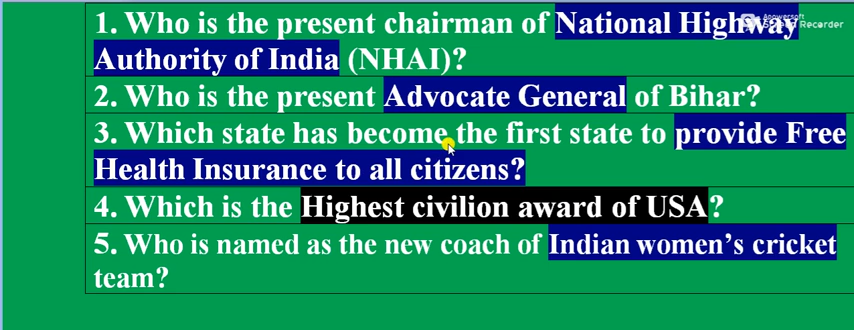 1. Who is the present chairman of National Highway
Apowersoft
Screen Recorder
Authority of India (NHAI)?
2. Who is the present Advocate General of Bihar?
3. Which state has become the first state to provide Free
Health Insurance to all citizens?
4. Which is the Highest civilion award of USA?
5. Who is named as the new coach of Indian women's cricket
team?